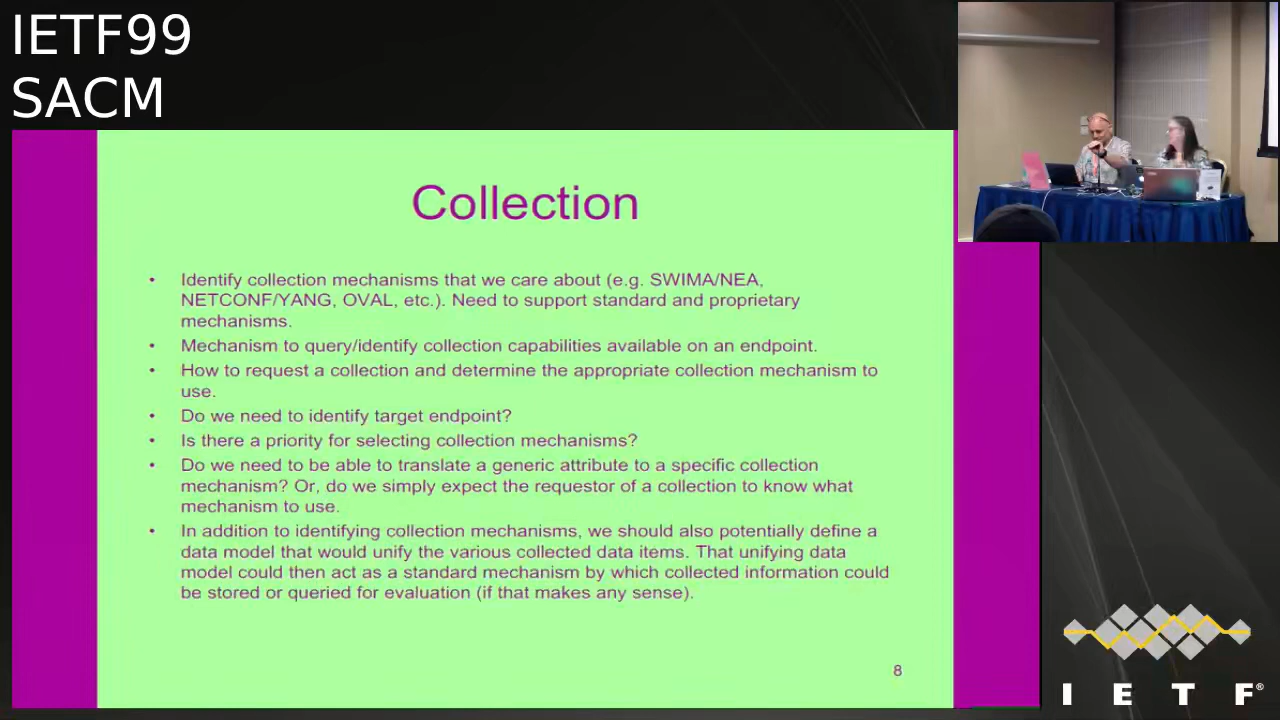 IETF99
SACM
Collection
• Identify collection mechanisms that we care about (e.g. SWIMA/NEA,
NETCONF/YANG, OVAL, etc.). Need to support standard and proprietary
mechanisms.
• Mechanism to query/identify collection capabilities available on an endpoint.
• How to request a collection and determine the appropriate collection mechanism to
use.
• Do we need to identify target endpoint?
• Is there a priority for selecting collection mechanisms?
• Do we need to be able to translate a generic attribute to a specific collection
mechanism? Or, do we simply expect the requestor of a collection to know what
mechanism to use.
• In addition to identifying collection mechanisms, we should also potentially define a
data model that would unify the various collected data items. That unifying data
model could then act as a standard mechanism by which collected information could
be stored or queried for evaluation (if that makes any sense).
8
I E T F®